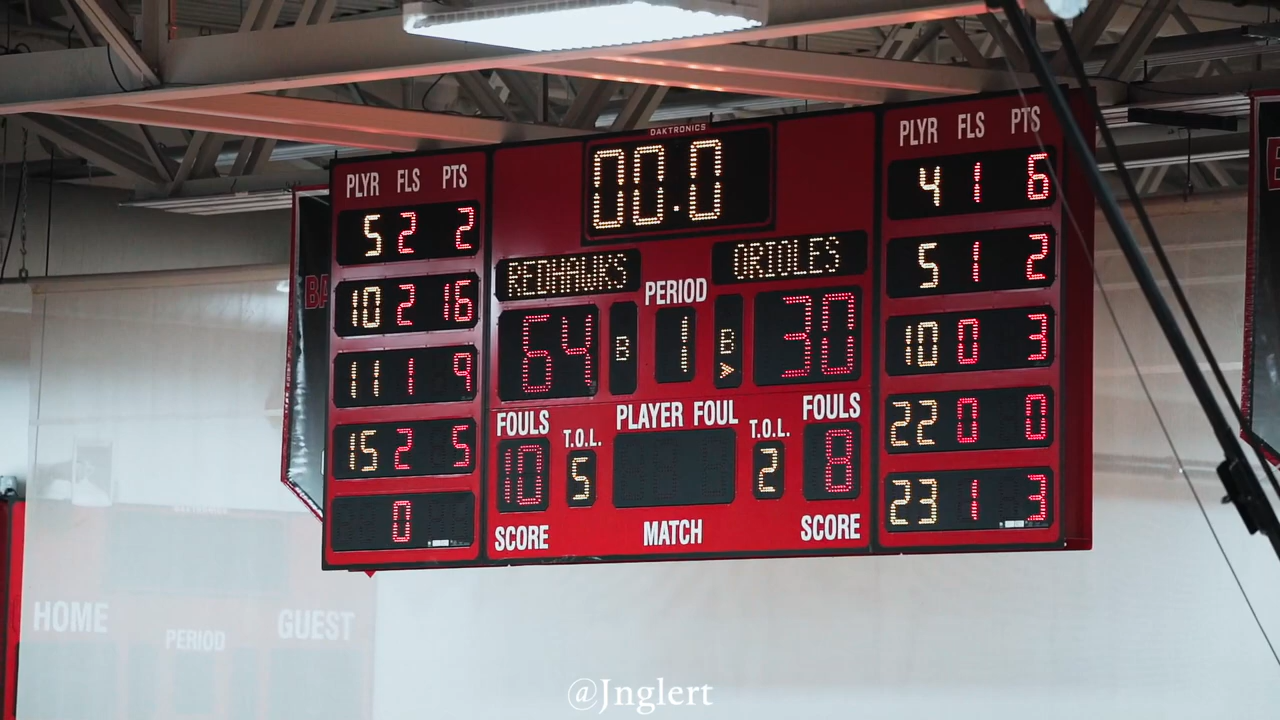 DAKTRONICS
00.0
PLYR FLS PTS
5 2 2
10 2 16
11 1 9
15 2 5
0
REDHAWKS
ORIOLES
PERIOD
64 B 1 B 30
FOULS T.O.L. PLAYER FOUL T.O.L. FOULS
10 5 2 8
SCORE MATCH SCORE
PLYR FLS PTS
4 1 6
5 1 2
10 0 3
22 0 0
23 1 3
BA
HOME
PERIOD
GUEST
@Jnglert